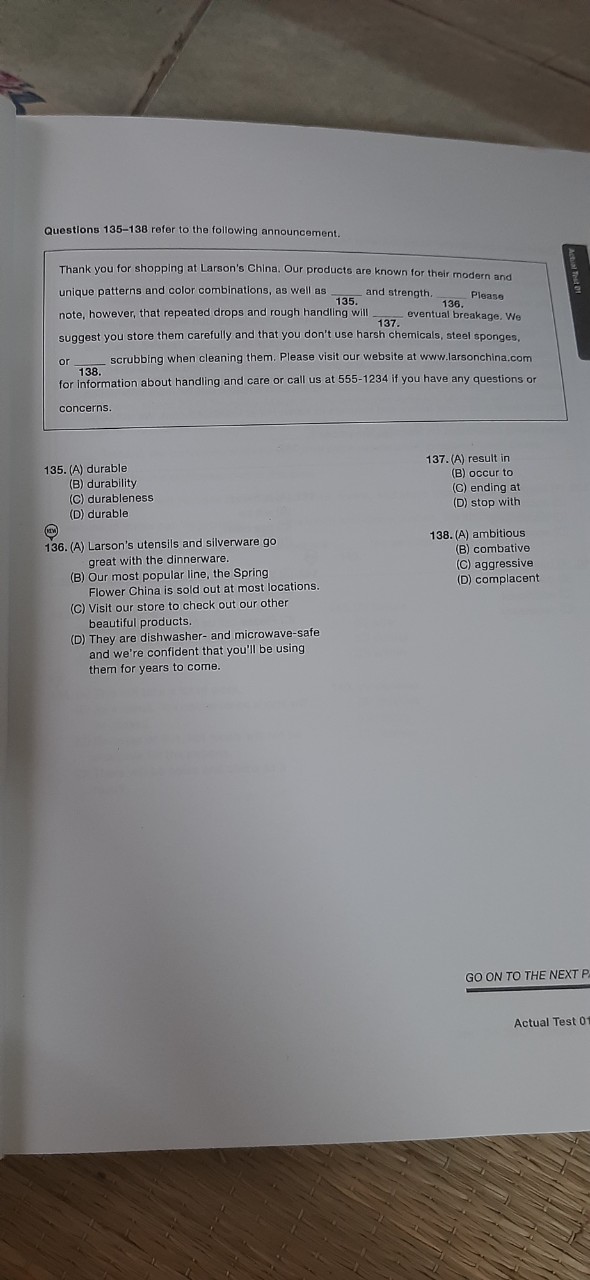 Questions 135–138 refer to the following announcement.
Thank you for shopping at Larson's China. Our products are known for their modern and
unique patterns and color combinations, as well as _____ and strength. _____ Please
135. 136.
note, however, that repeated drops and rough handling will _____ eventual breakage. We
137.
suggest you store them carefully and that you don't use harsh chemicals, steel sponges,
or _____ scrubbing when cleaning them. Please visit our website at www.larsonchina.com
138.
for information about handling and care or call us at 555-1234 if you have any questions or
concerns.
Actual Test 01
135. (A) durable
(B) durability
(C) durableness
(D) durable
NEW
136. (A) Larson's utensils and silverware go
great with the dinnerware.
(B) Our most popular line, the Spring
Flower China is sold out at most locations.
(C) Visit our store to check out our other
beautiful products.
(D) They are dishwasher- and microwave-safe
and we're confident that you'll be using
them for years to come.
137. (A) result in
(B) occur to
(C) ending at
(D) stop with
138. (A) ambitious
(B) combative
(C) aggressive
(D) complacent
GO ON TO THE NEXT P
Actual Test 01